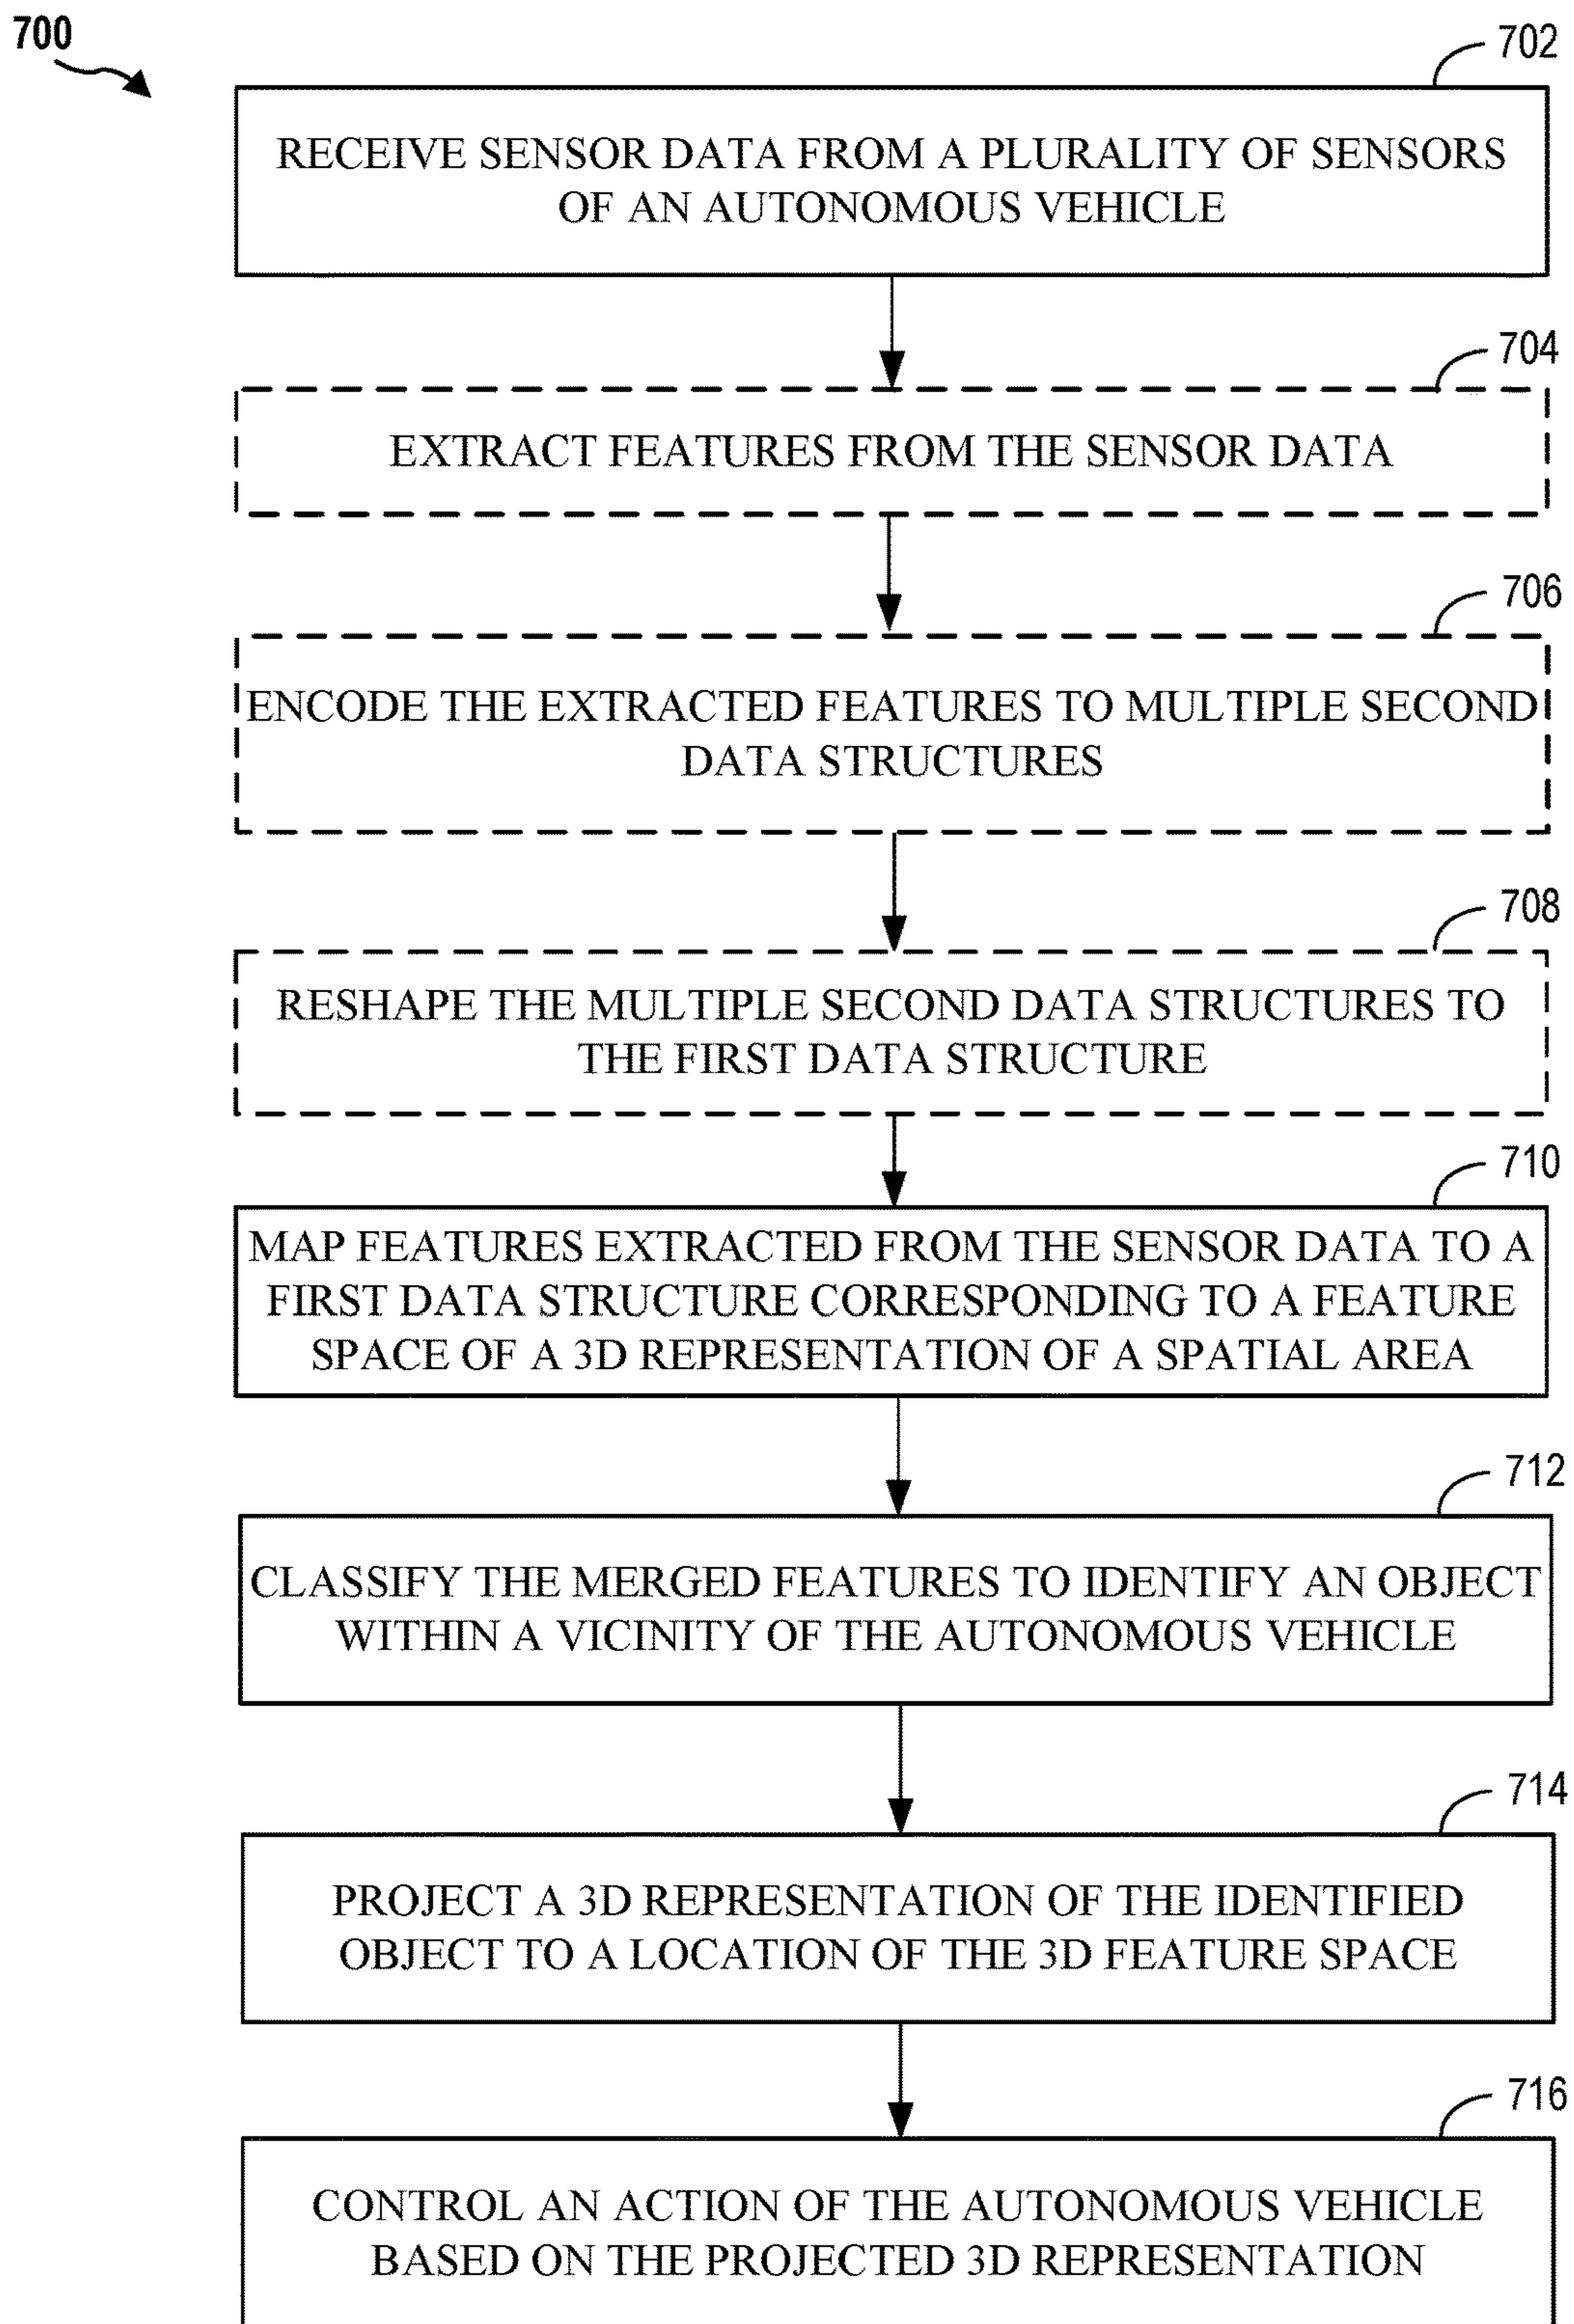 700
702
RECEIVE SENSOR DATA FROM A PLURALITY OF SENSORS
OF AN AUTONOMOUS VEHICLE
704
EXTRACT FEATURES FROM THE SENSOR DATA
706
ENCODE THE EXTRACTED FEATURES TO MULTIPLE SECOND
DATA STRUCTURES
708
RESHAPE THE MULTIPLE SECOND DATA STRUCTURES TO
THE FIRST DATA STRUCTURE
710
MAP FEATURES EXTRACTED FROM THE SENSOR DATA TO A
FIRST DATA STRUCTURE CORRESPONDING TO A FEATURE
SPACE OF A 3D REPRESENTATION OF A SPATIAL AREA
712
CLASSIFY THE MERGED FEATURES TO IDENTIFY AN OBJECT
WITHIN A VICINITY OF THE AUTONOMOUS VEHICLE
714
PROJECT A 3D REPRESENTATION OF THE IDENTIFIED
OBJECT TO A LOCATION OF THE 3D FEATURE SPACE
716
CONTROL AN ACTION OF THE AUTONOMOUS VEHICLE
BASED ON THE PROJECTED 3D REPRESENTATION